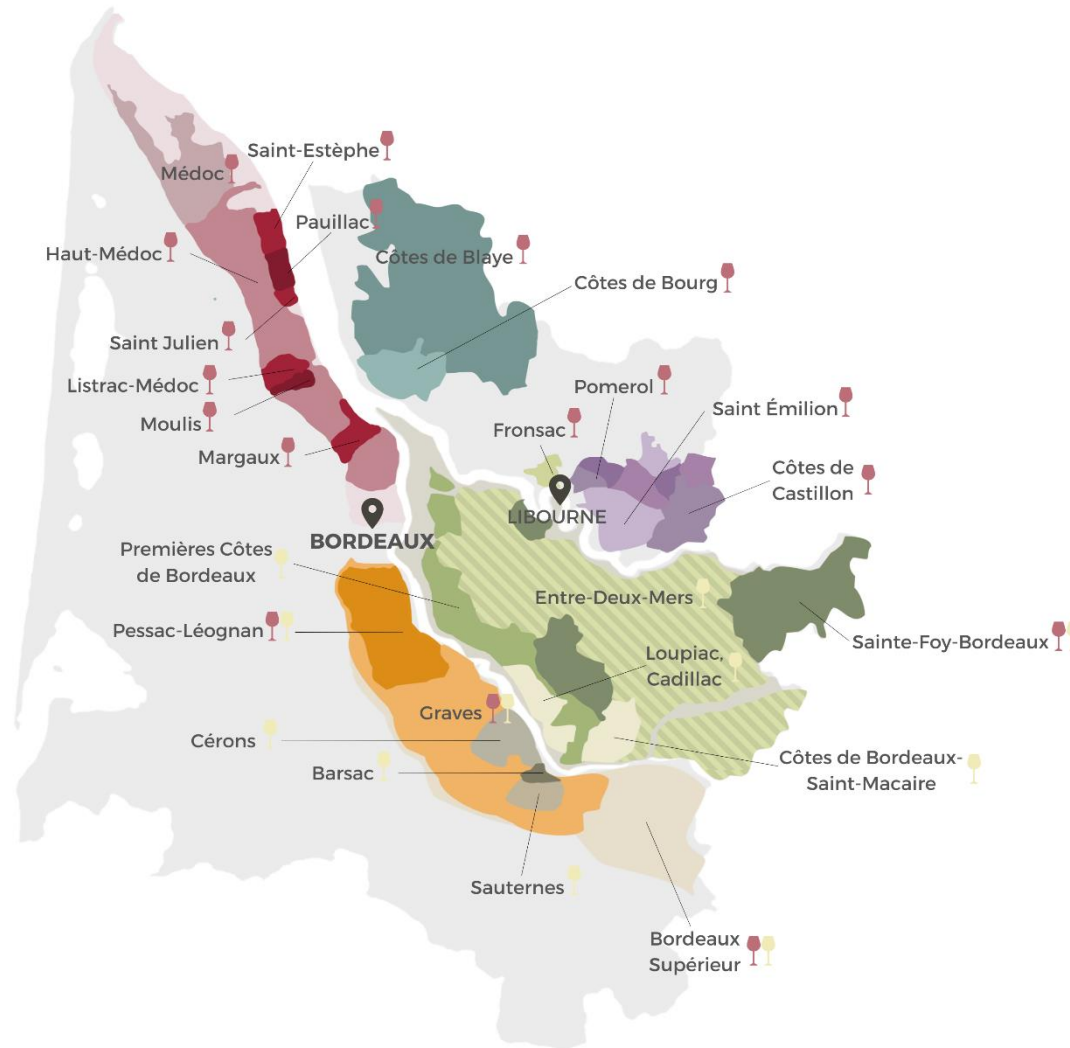 Saint-Estèphe
Médoc
Pauillac
Haut-Médoc
Côtes de Blaye
Côtes de Bourg
Saint Julien
Listrac-Médoc
Pomerol
Moulis
Saint Émilion
Fronsac
Margaux
Côtes de
Castillon
LIBOURNE
BORDEAUX
Premières Côtes
de Bordeaux
Entre-Deux-Mers
Pessac-Léognan
Sainte-Foy-Bordeaux
Loupiac,
Cadillac
Graves
Cérons
Barsac
Côtes de Bordeaux-
Saint-Macaire
Sauternes
Bordeaux
Supérieur